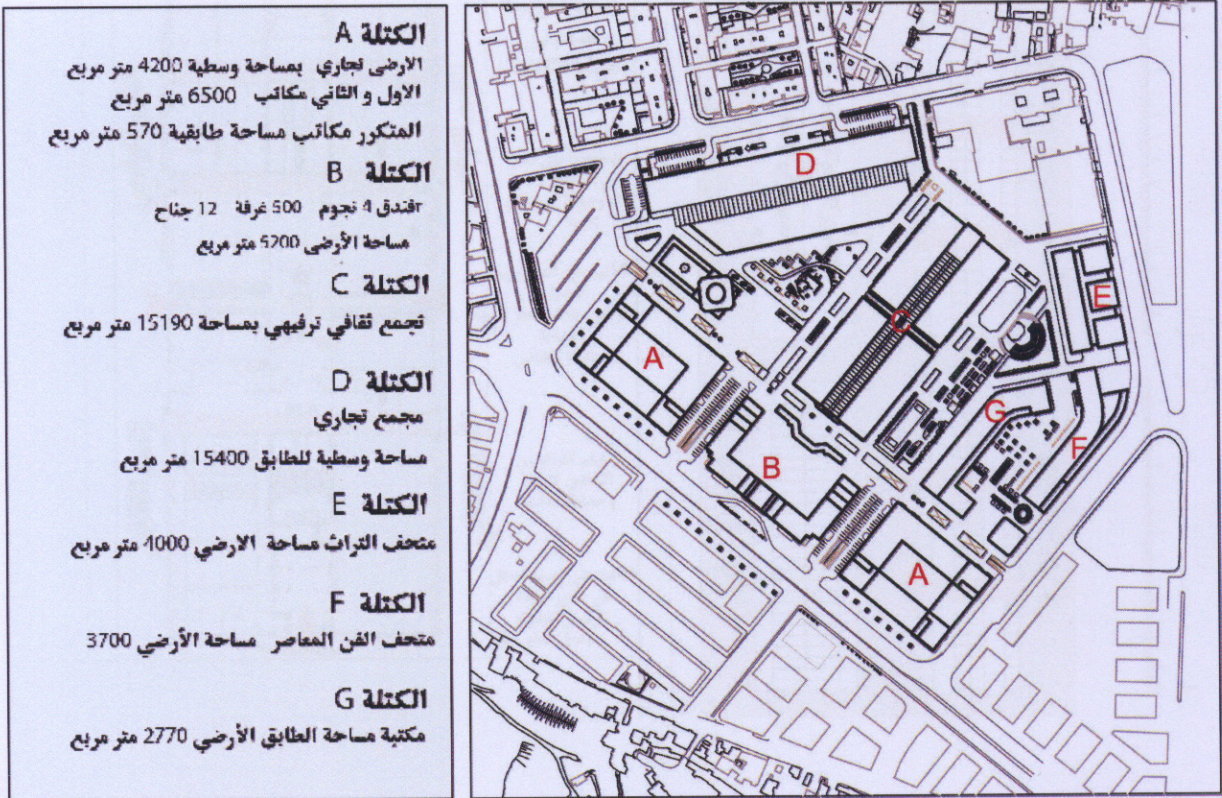 الكتلة A
الارضى تجاري بمساحة وسطية 4200 متر مربع
الاول و الثاني مكاتب 6500 متر مربع
المتكرر مكاتب مساحة طابقية 570 متر مربع
الكتلة B
فندق 4 نجوم 500 غرفة 12 جناح
مساحة الأرضى 5200 متر مربع
الكتلة C
تجمع ثقافي ترفيهي بمساحة 15190 متر مربع
الكتلة D
مجمع تجاري
مساحة وسطية للطابق 15400 متر مربع
الكتلة E
متحف التراث مساحة الارضي 4000 متر مربع
الكتلة F
متحف الفن المعاصر مساحة الأرضي 3700
الكتلة G
مكتبة مساحة الطابق الأرضي 2770 متر مربع
D
E
C
A
G
F
B
A